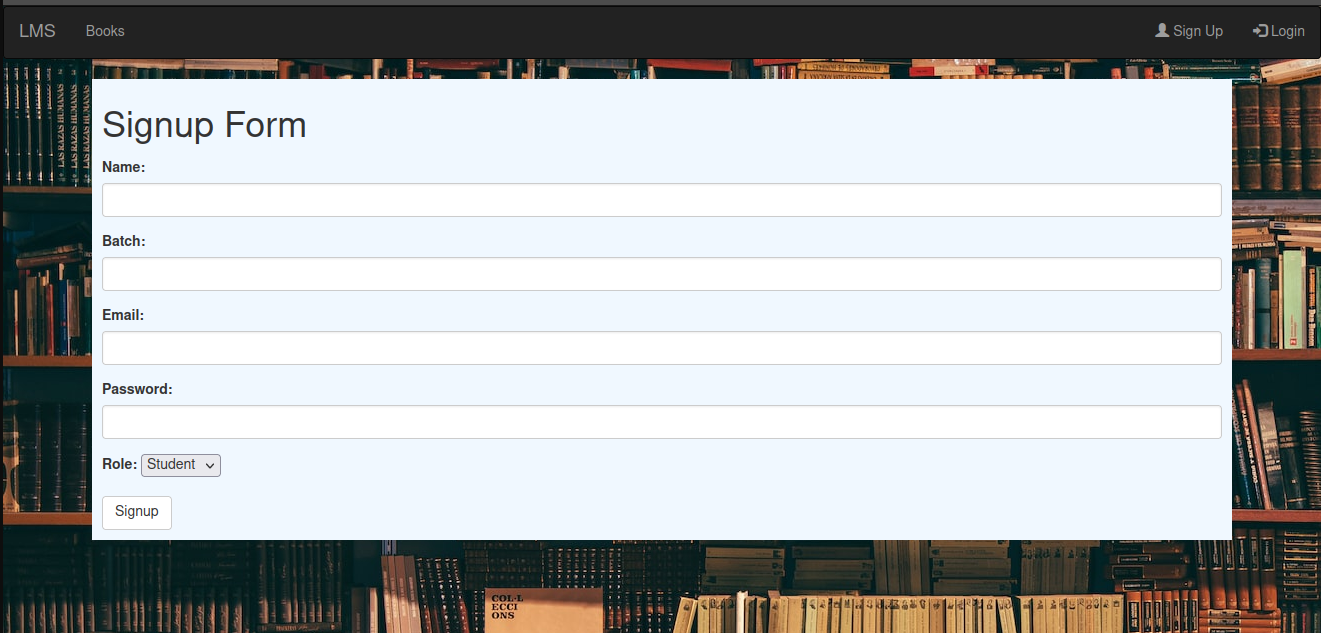 LMS Books Sign Up Login
Signup Form
Name:
Batch:
Email:
Password:
Role: Student
Signup
LAS RAZAS HUMANAS
LAS RAZAS HUMANAS
LAS RAZAS HUMANAS
COL·L
ECCI
ONS